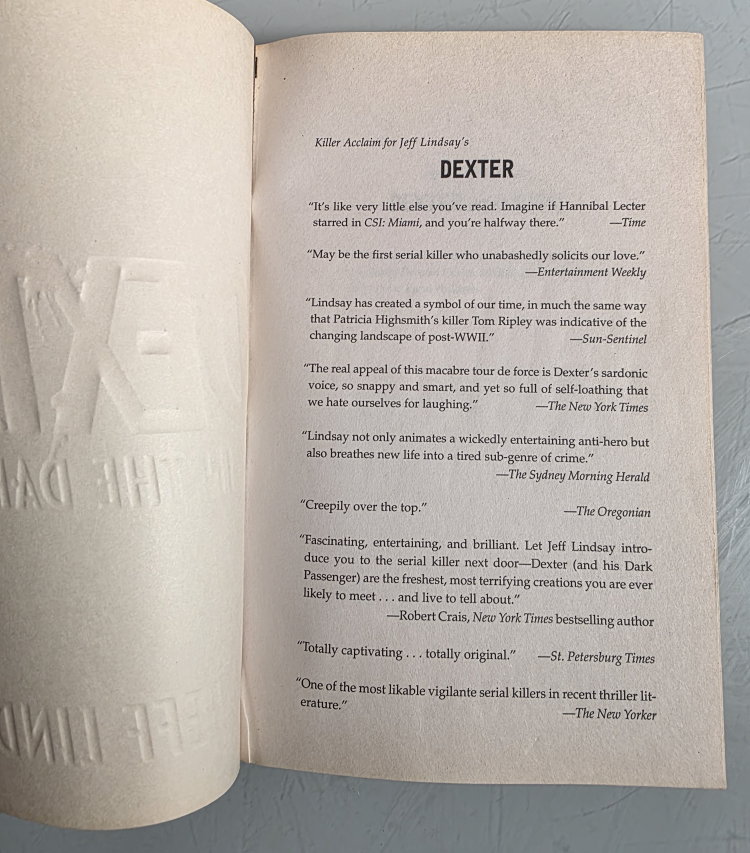 EX
IN THE DA
EFF LIND
Killer Acclaim for Jeff Lindsay's
DEXTER
“It's like very little else you've read. Imagine if Hannibal Lecter
starred in CSI: Miami, and you're halfway there.” —Time
“May be the first serial killer who unabashedly solicits our love.”
—Entertainment Weekly
“Lindsay has created a symbol of our time, in much the same way
that Patricia Highsmith's killer Tom Ripley was indicative of the
changing landscape of post-WWII.” —Sun-Sentinel
“The real appeal of this macabre tour de force is Dexter's sardonic
voice, so snappy and smart, and yet so full of self-loathing that
we hate ourselves for laughing.” —The New York Times
“Lindsay not only animates a wickedly entertaining anti-hero but
also breathes new life into a tired sub-genre of crime.”
—The Sydney Morning Herald
“Creepily over the top.” —The Oregonian
“Fascinating, entertaining, and brilliant. Let Jeff Lindsay intro-
duce you to the serial killer next door—Dexter (and his Dark
Passenger) are the freshest, most terrifying creations you are ever
likely to meet . . . and live to tell about.”
—Robert Crais, New York Times bestselling author
“Totally captivating . . . totally original.” —St. Petersburg Times
“One of the most likable vigilante serial killers in recent thriller lit-
erature.” —The New Yorker